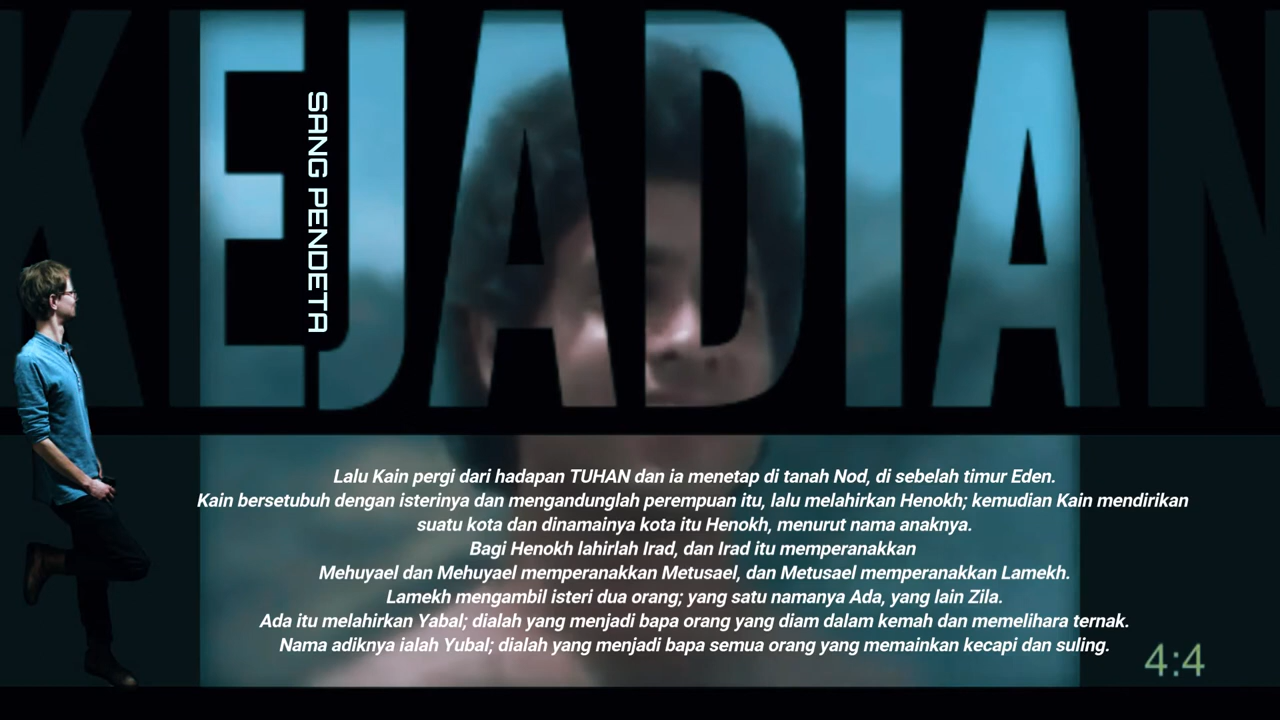 KEJADIAN
SANG PENDETA
Lalu Kain pergi dari hadapan TUHAN dan ia menetap di tanah Nod, di sebelah timur Eden.
Kain bersetubuh dengan isterinya dan mengandunglah perempuan itu, lalu melahirkan Henokh; kemudian Kain mendirikan
suatu kota dan dinamainya kota itu Henokh, menurut nama anaknya.
Bagi Henokh lahirlah Irad, dan Irad itu memperanakkan
Mehuyael dan Mehuyael memperanakkan Metusael, dan Metusael memperanakkan Lamekh.
Lamekh mengambil isteri dua orang; yang satu namanya Ada, yang lain Zila.
Ada itu melahirkan Yabal; dialah yang menjadi bapa orang yang diam dalam kemah dan memelihara ternak.
Nama adiknya ialah Yubal; dialah yang menjadi bapa semua orang yang memainkan kecapi dan suling.
4:4